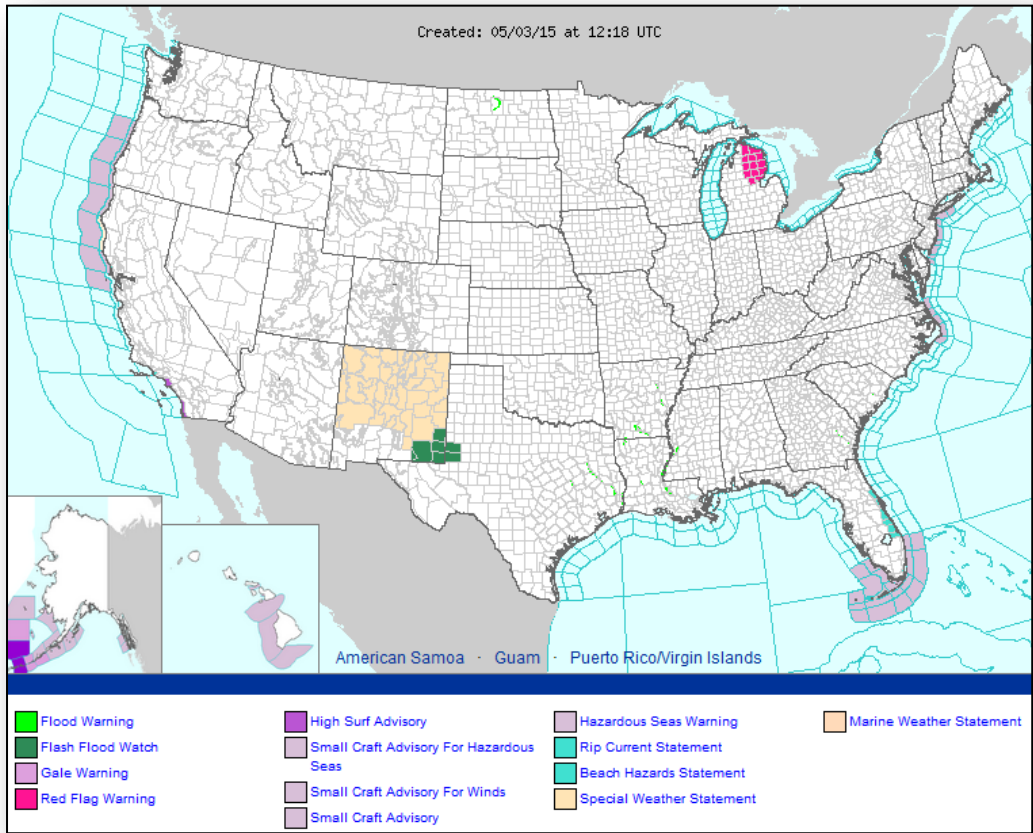 Created: 05/03/15 at 12:18 UTC
American Samoa - Guam - Puerto Rico/Virgin Islands
Flood Warning
Flash Flood Watch
Gale Warning
Red Flag Warning
High Surf Advisory
Small Craft Advisory For Hazardous
Seas
Small Craft Advisory For Winds
Small Craft Advisory
Hazardous Seas Warning
Rip Current Statement
Beach Hazards Statement
Special Weather Statement
Marine Weather Statement